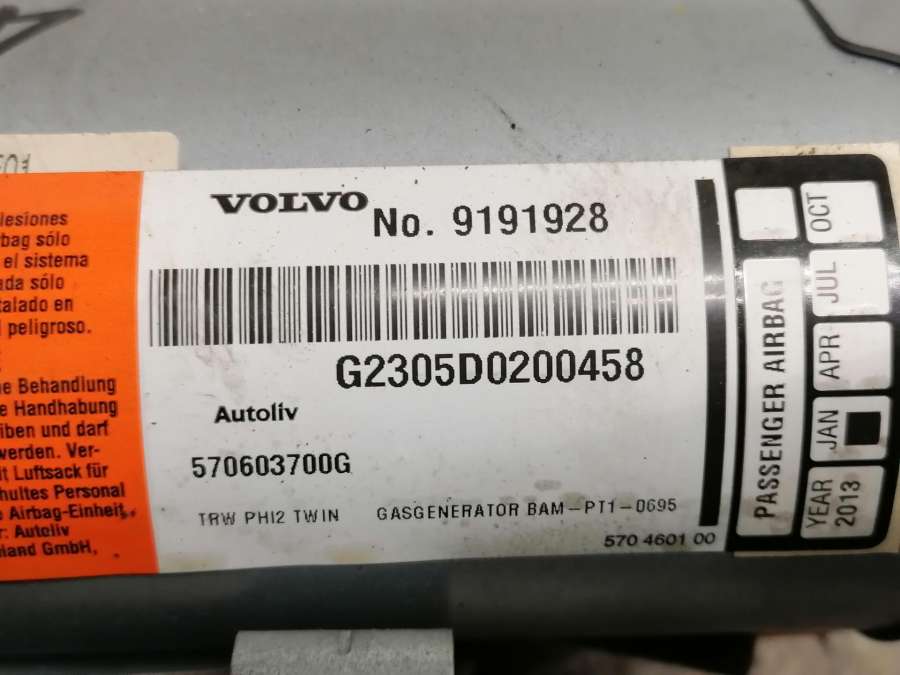 lesiones
bag sólo
el sistema
ada sólo
talado en
peligroso.
Behandlung
Handhabung
iben und darf
werden. Ver-
it Luftsack für
hultes Personal
Airbag-Einheit.
r: Autoliv
hland GmbH,
VOLVO No. 9191928
G2305D0200458
Autoliv
570603700G
TRW PHI2 TWIN GASGENERATOR BAM-PT1-0695
570 4601 00
PASSENGER AIRBAG
YEAR 2013
JAN
APR
JUL
OCT